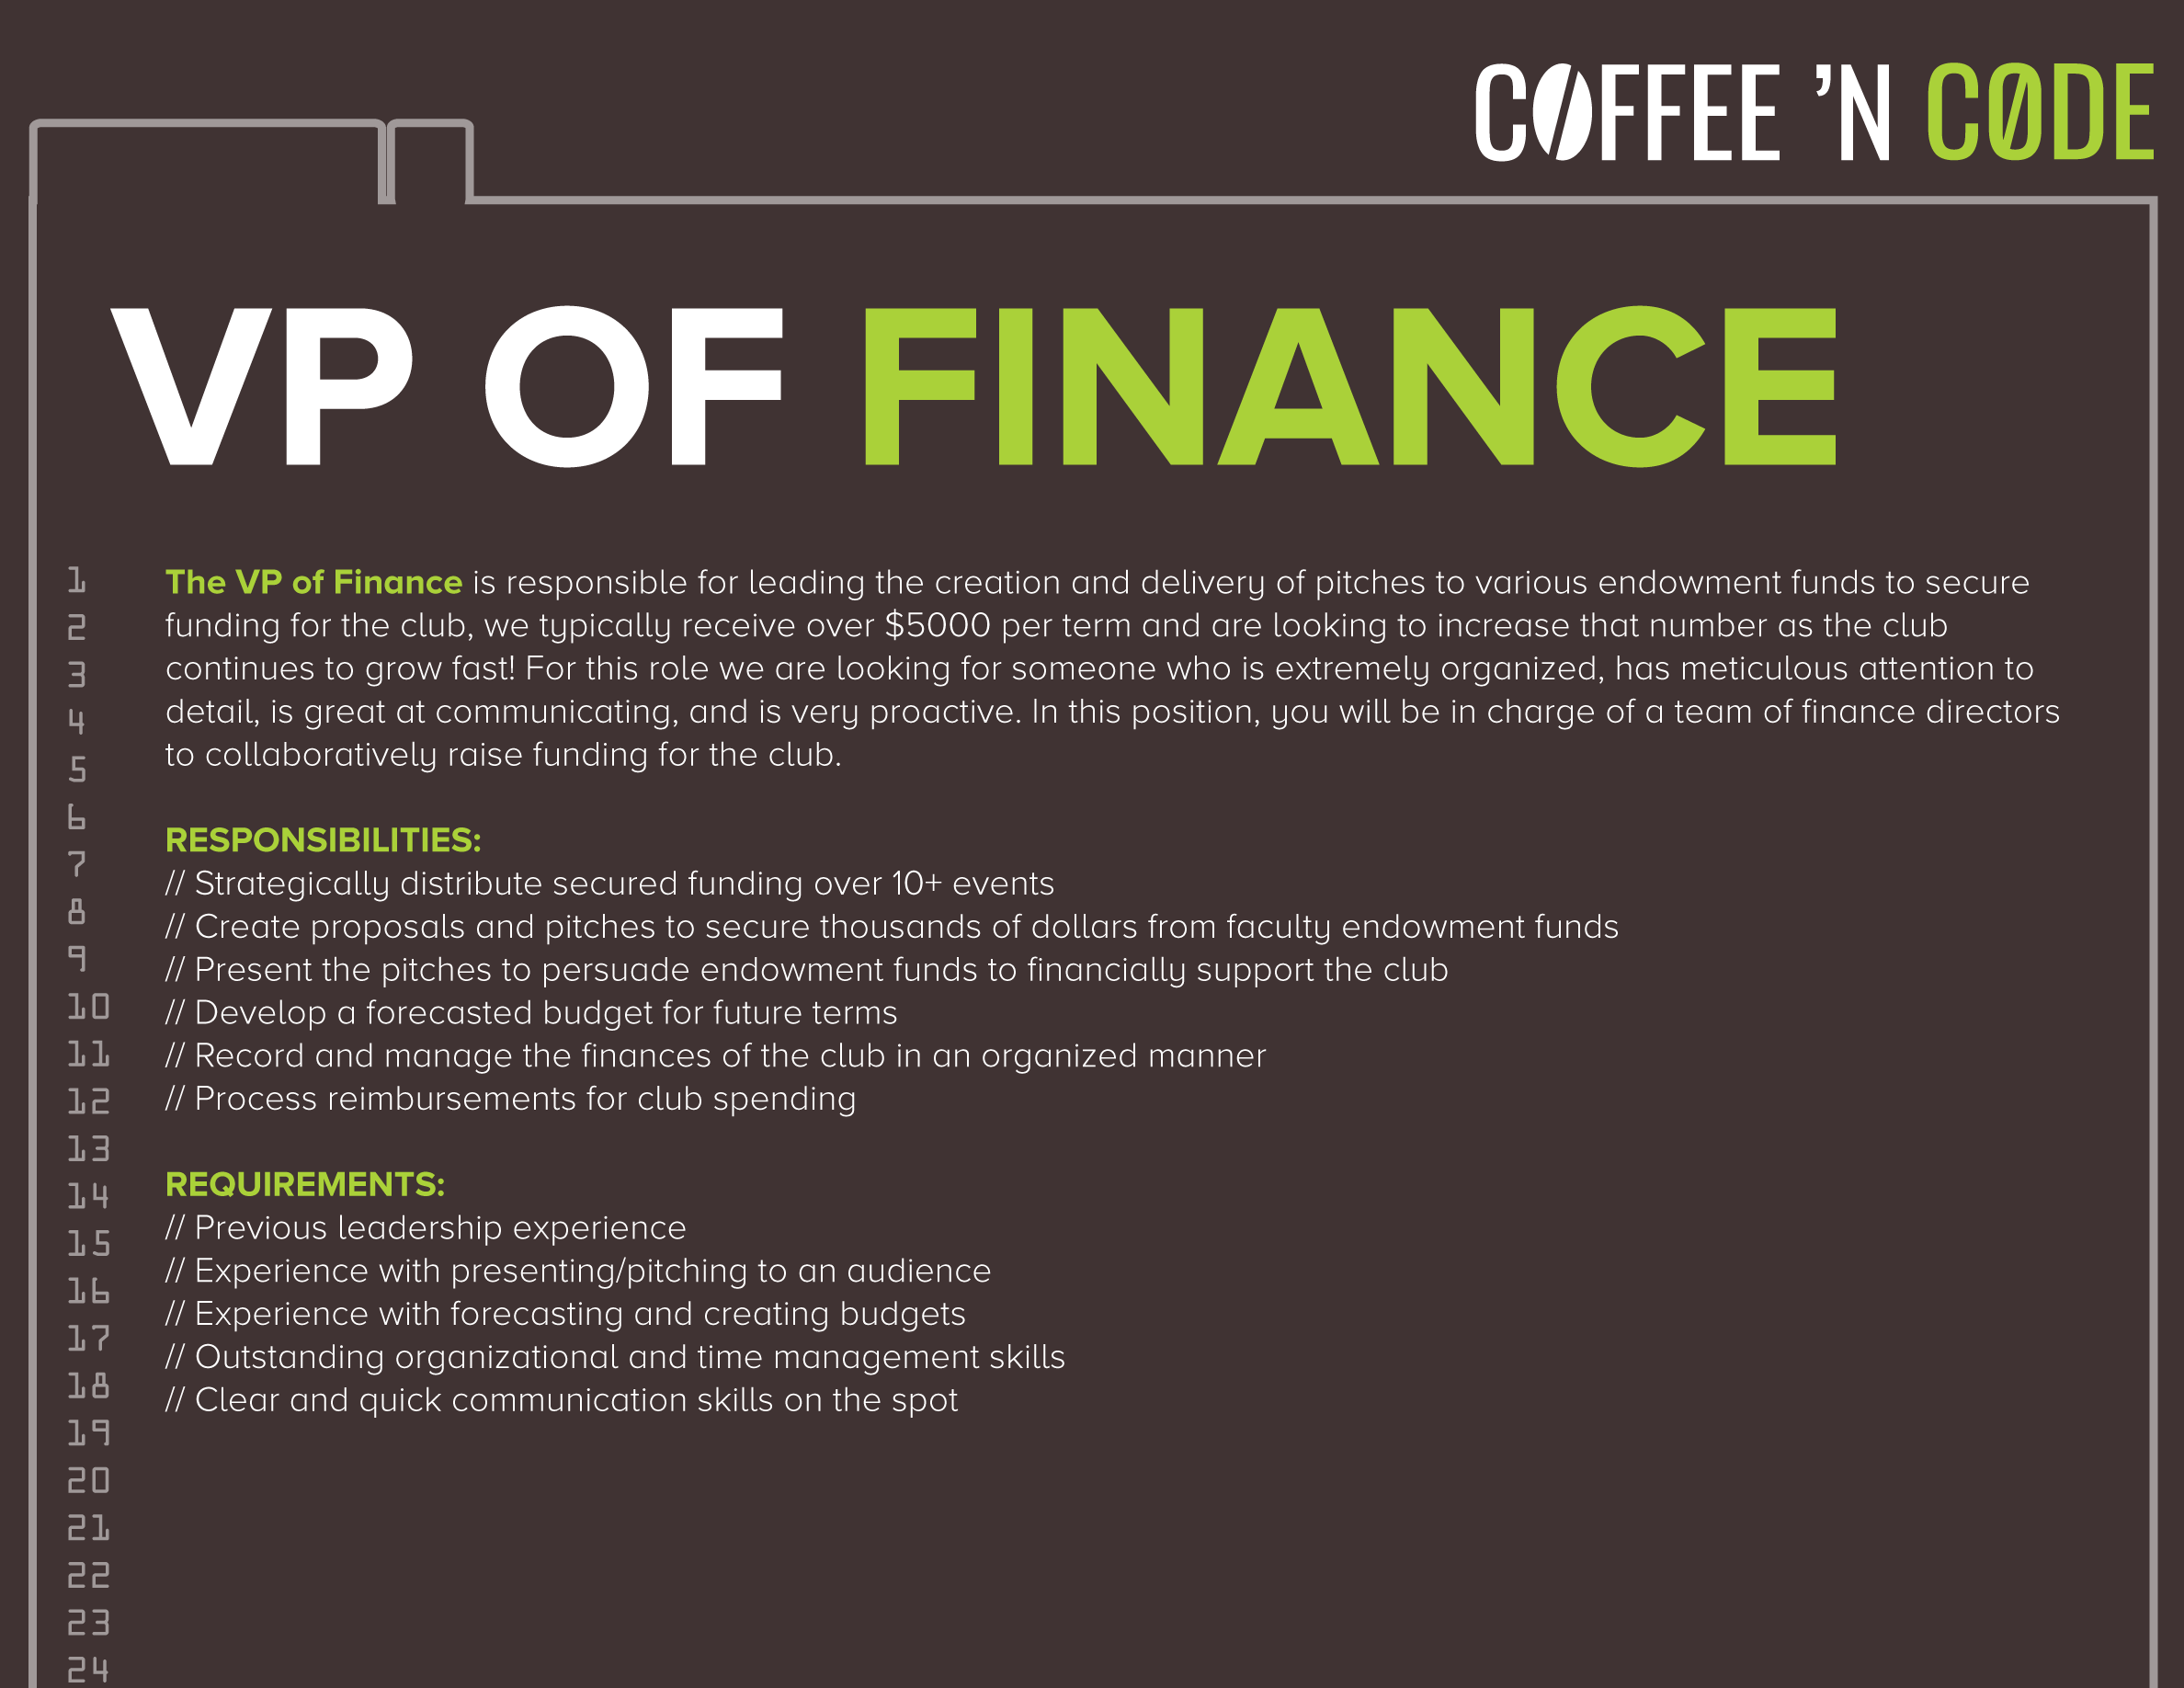 COFFEE 'N CODE
VP OF FINANCE
1
2
3
4
5
6
7
8
9
10
11
12
13
14
15
16
17
18
19
20
21
22
23
24
The VP of Finance is responsible for leading the creation and delivery of pitches to various endowment funds to secure
funding for the club, we typically receive over $5000 per term and are looking to increase that number as the club
continues to grow fast! For this role we are looking for someone who is extremely organized, has meticulous attention to
detail, is great at communicating, and is very proactive. In this position, you will be in charge of a team of finance directors
to collaboratively raise funding for the club.
RESPONSIBILITIES:
// Strategically distribute secured funding over 10+ events
// Create proposals and pitches to secure thousands of dollars from faculty endowment funds
// Present the pitches to persuade endowment funds to financially support the club
// Develop a forecasted budget for future terms
// Record and manage the finances of the club in an organized manner
// Process reimbursements for club spending
REQUIREMENTS:
// Previous leadership experience
// Experience with presenting/pitching to an audience
// Experience with forecasting and creating budgets
// Outstanding organizational and time management skills
// Clear and quick communication skills on the spot